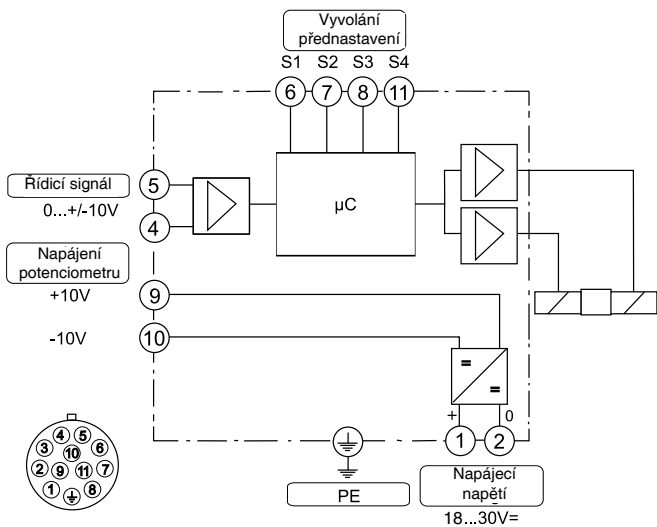 Vyvolání
přednastavení
S1 S2 S3 S4
6 7 8 11
Řídicí signál
0...+/-10V
5
4
µC
Napájení
potenciometru
+10V
9
-10V
10
=
=
+ 0
1 2
PE
Napájecí
napětí
18...30V=
4 5
3 10 6
2 9 11 7
1 8